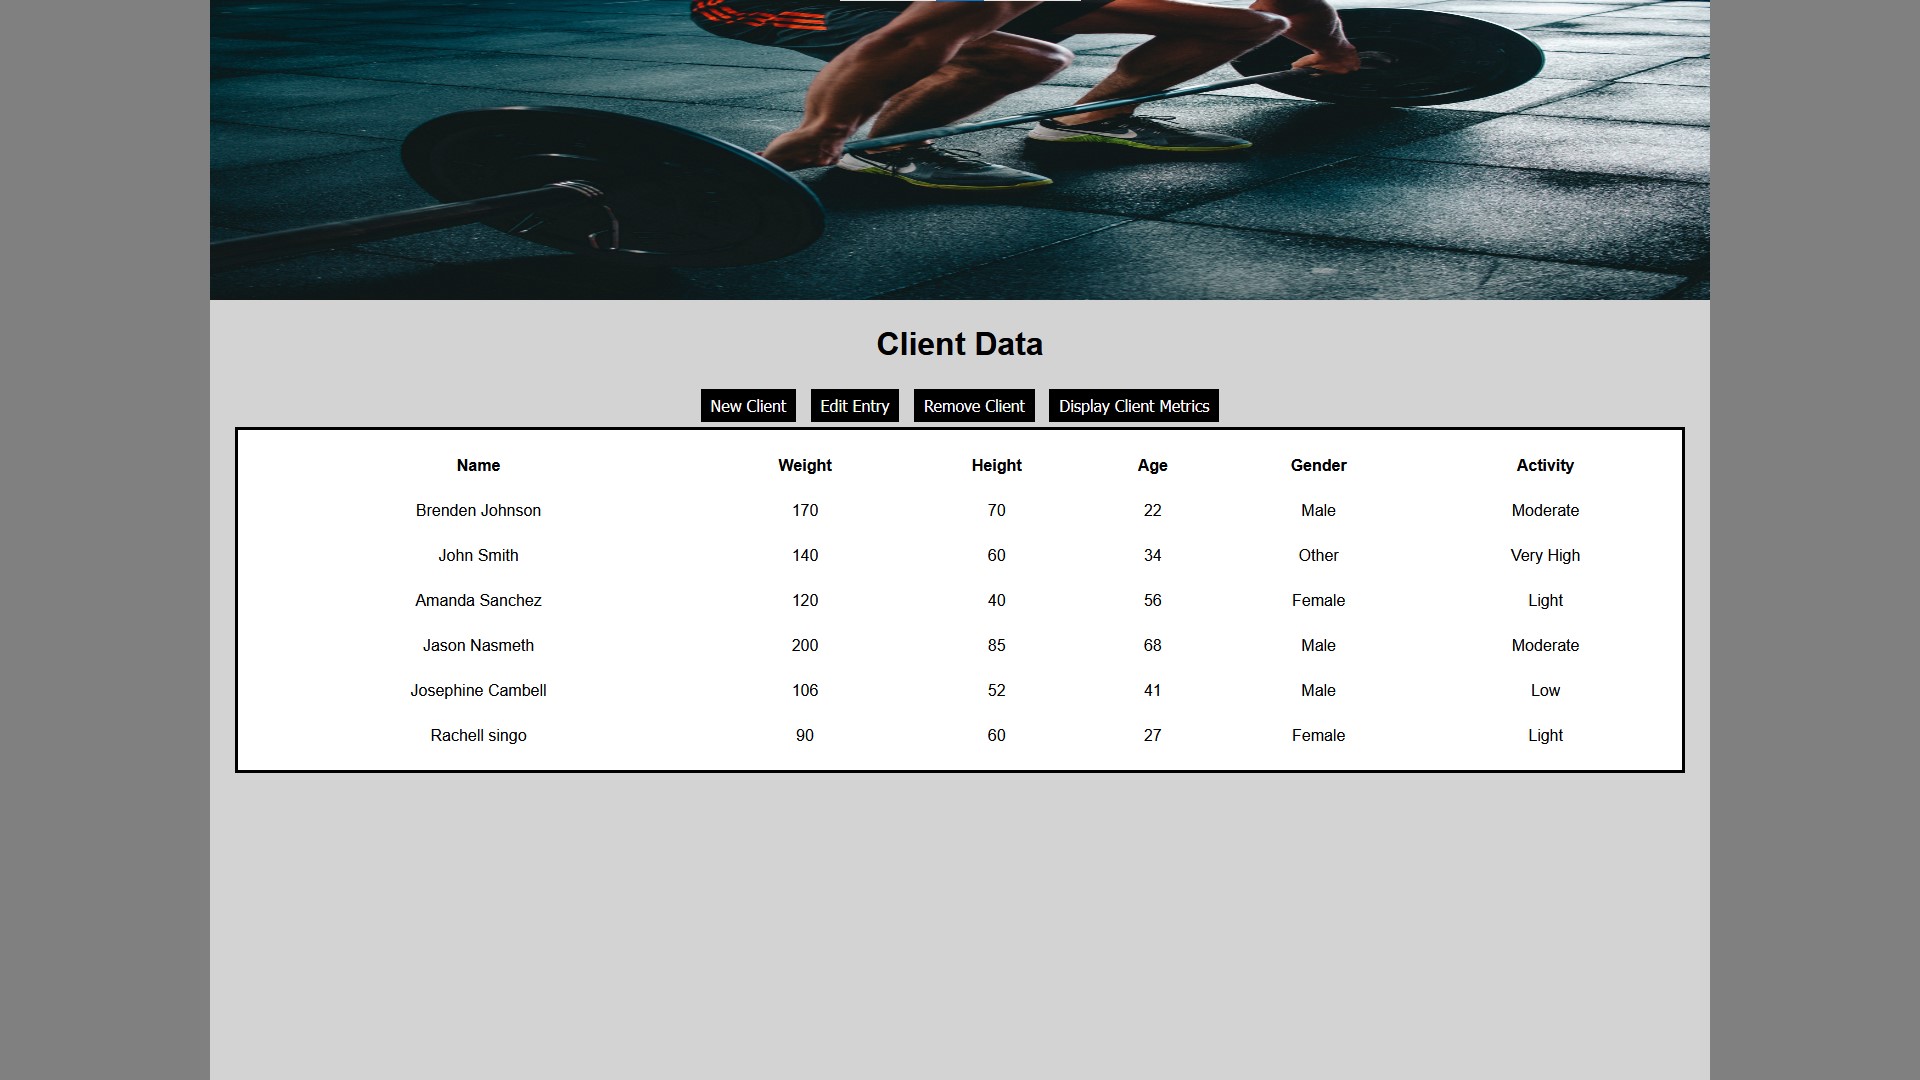 Client Data
New Client Edit Entry Remove Client Display Client Metrics
Name Weight Height Age Gender Activity
Brenden Johnson 170 70 22 Male Moderate
John Smith 140 60 34 Other Very High
Amanda Sanchez 120 40 56 Female Light
Jason Nasmeth 200 85 68 Male Moderate
Josephine Cambell 106 52 41 Male Low
Rachell singo 90 60 27 Female Light